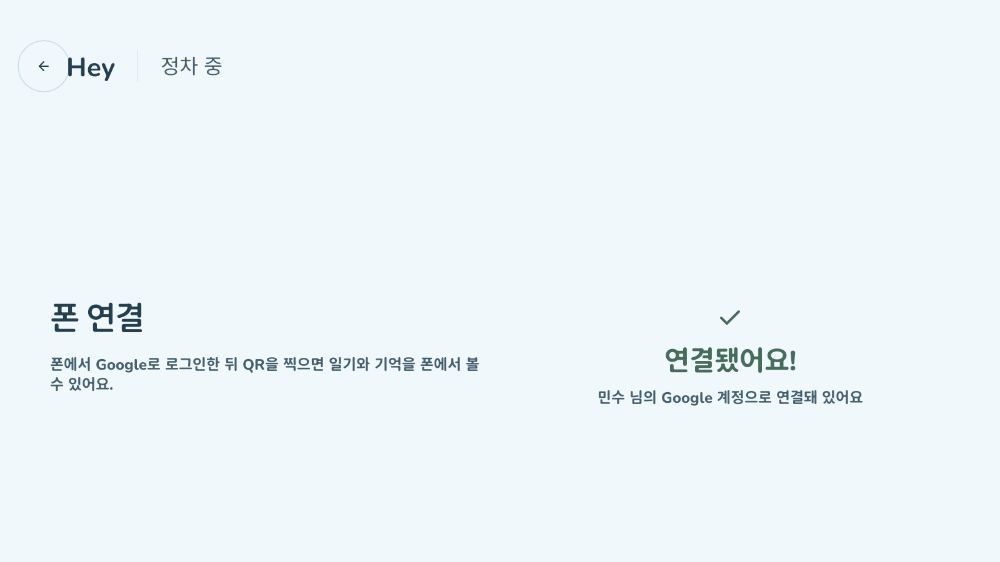 Hey
정차 중
폰 연결
폰에서 Google로 로그인한 뒤 QR을 찍으면 일기와 기억을 폰에서 볼
수 있어요.
연결됐어요!
민수 님의 Google 계정으로 연결돼 있어요